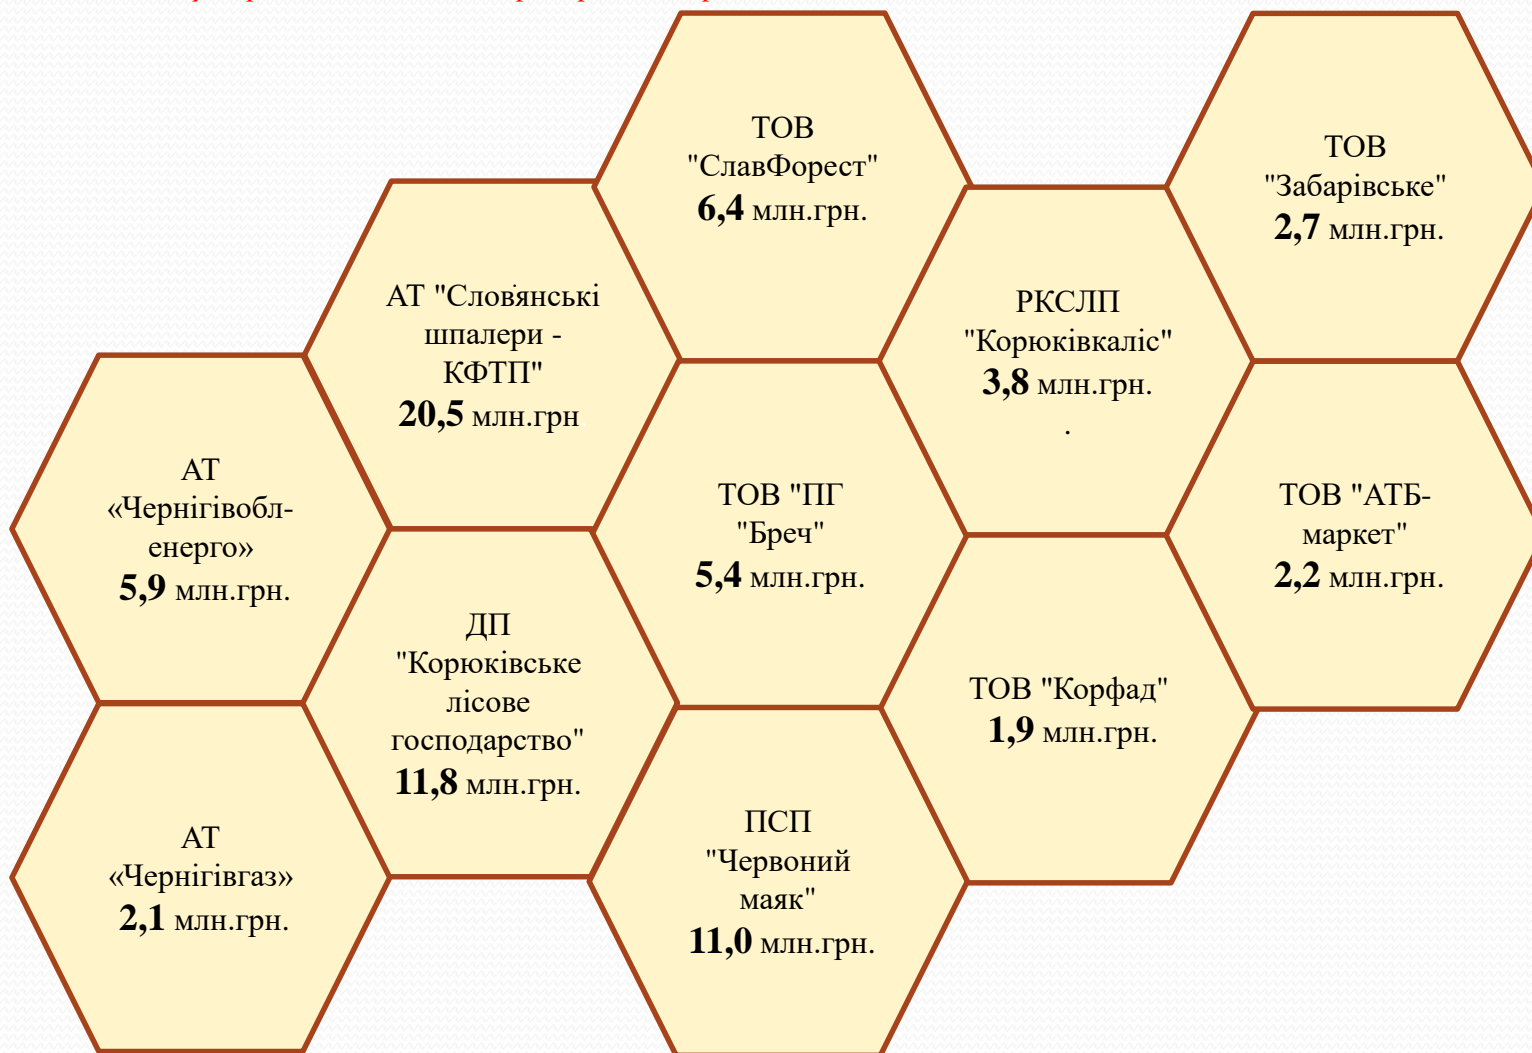 ТОВ
"СлавФорест"
6,4 млн.грн.
ТОВ
"Забарівське"
2,7 млн.грн.
АТ "Слов'янські
шпалери -
КФТП"
20,5 млн.грн
РКСЛП
"Корюківкаліс"
3,8 млн.грн.
.
АТ
«Чернігівобл-
енерго»
5,9 млн.грн.
ТОВ "ПГ
"Бреч"
5,4 млн.грн.
ТОВ "АТБ-
маркет"
2,2 млн.грн.
ДП
"Корюківське
лісове
господарство"
11,8 млн.грн.
ТОВ "Корфад"
1,9 млн.грн.
АТ
«Чернігівгаз»
2,1 млн.грн.
ПСП
"Червоний
маяк"
11,0 млн.грн.